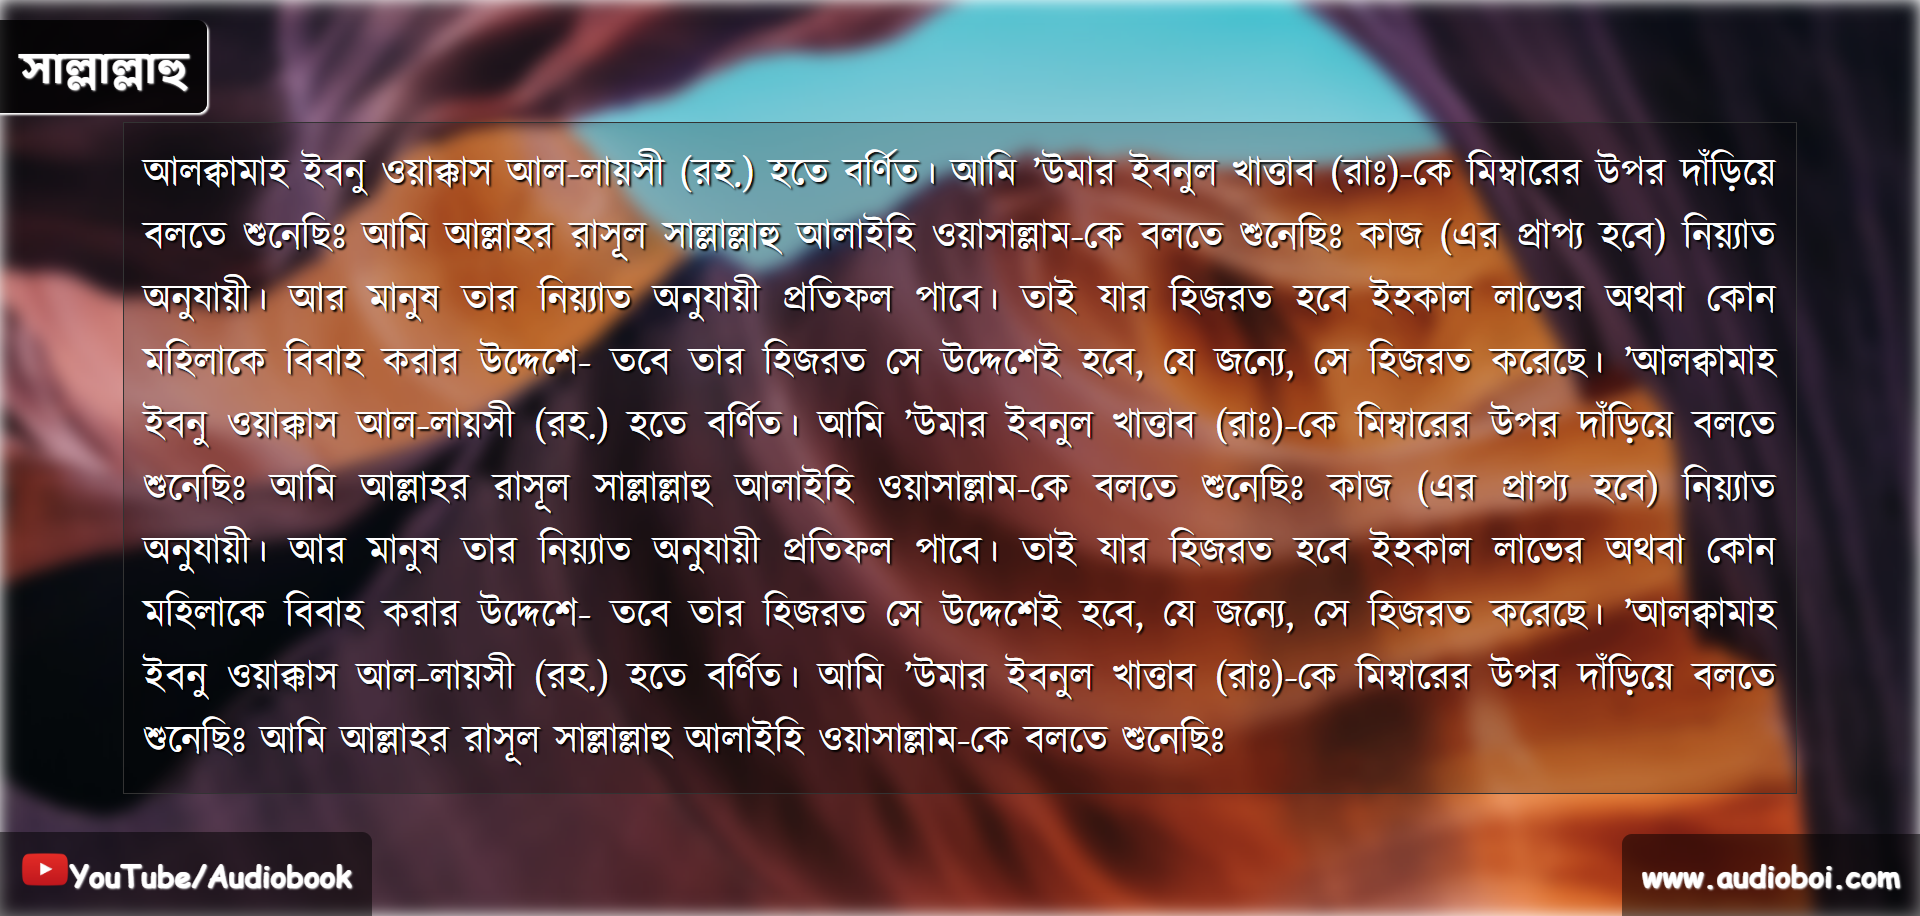 সাল্লাল্লাহু
আলক্বামাহ ইবনু ওয়াক্কাস আল-লায়সী (রহ.) হতে বর্ণিত। আমি ’উমার ইবনুল খাত্তাব (রাঃ)-কে মিম্বারের উপর দাঁড়িয়ে
বলতে শুনেছিঃ আমি আল্লাহর রাসূল সাল্লাল্লাহু আলাইহি ওয়াসাল্লাম-কে বলতে শুনেছিঃ কাজ (এর প্রাপ্য হবে) নিয়্যাত
অনুযায়ী। আর মানুষ তার নিয়্যাত অনুযায়ী প্রতিফল পাবে। তাই যার হিজরত হবে ইহকাল লাভের অথবা কোন
মহিলাকে বিবাহ করার উদ্দেশে- তবে তার হিজরত সে উদ্দেশেই হবে, যে জন্যে, সে হিজরত করেছে। ’আলক্বামাহ
ইবনু ওয়াক্কাস আল-লায়সী (রহ.) হতে বর্ণিত। আমি ’উমার ইবনুল খাত্তাব (রাঃ)-কে মিম্বারের উপর দাঁড়িয়ে বলতে
শুনেছিঃ আমি আল্লাহর রাসূল সাল্লাল্লাহু আলাইহি ওয়াসাল্লাম-কে বলতে শুনেছিঃ কাজ (এর প্রাপ্য হবে) নিয়্যাত
অনুযায়ী। আর মানুষ তার নিয়্যাত অনুযায়ী প্রতিফল পাবে। তাই যার হিজরত হবে ইহকাল লাভের অথবা কোন
মহিলাকে বিবাহ করার উদ্দেশে- তবে তার হিজরত সে উদ্দেশেই হবে, যে জন্যে, সে হিজরত করেছে। ’আলক্বামাহ
ইবনু ওয়াক্কাস আল-লায়সী (রহ.) হতে বর্ণিত। আমি ’উমার ইবনুল খাত্তাব (রাঃ)-কে মিম্বারের উপর দাঁড়িয়ে বলতে
শুনেছিঃ আমি আল্লাহর রাসূল সাল্লাল্লাহু আলাইহি ওয়াসাল্লাম-কে বলতে শুনেছিঃ
YouTube/Audiobook
www.audioboi.com